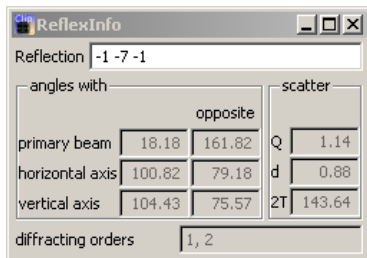 Clip ReflexInfo
Reflection -1 -7 -1
angles with scatter
opposite
primary beam 18.18 161.82 Q 1.14
horizontal axis 100.82 79.18 d 0.88
vertical axis 104.43 75.57 2T 143.64
diffracting orders 1, 2